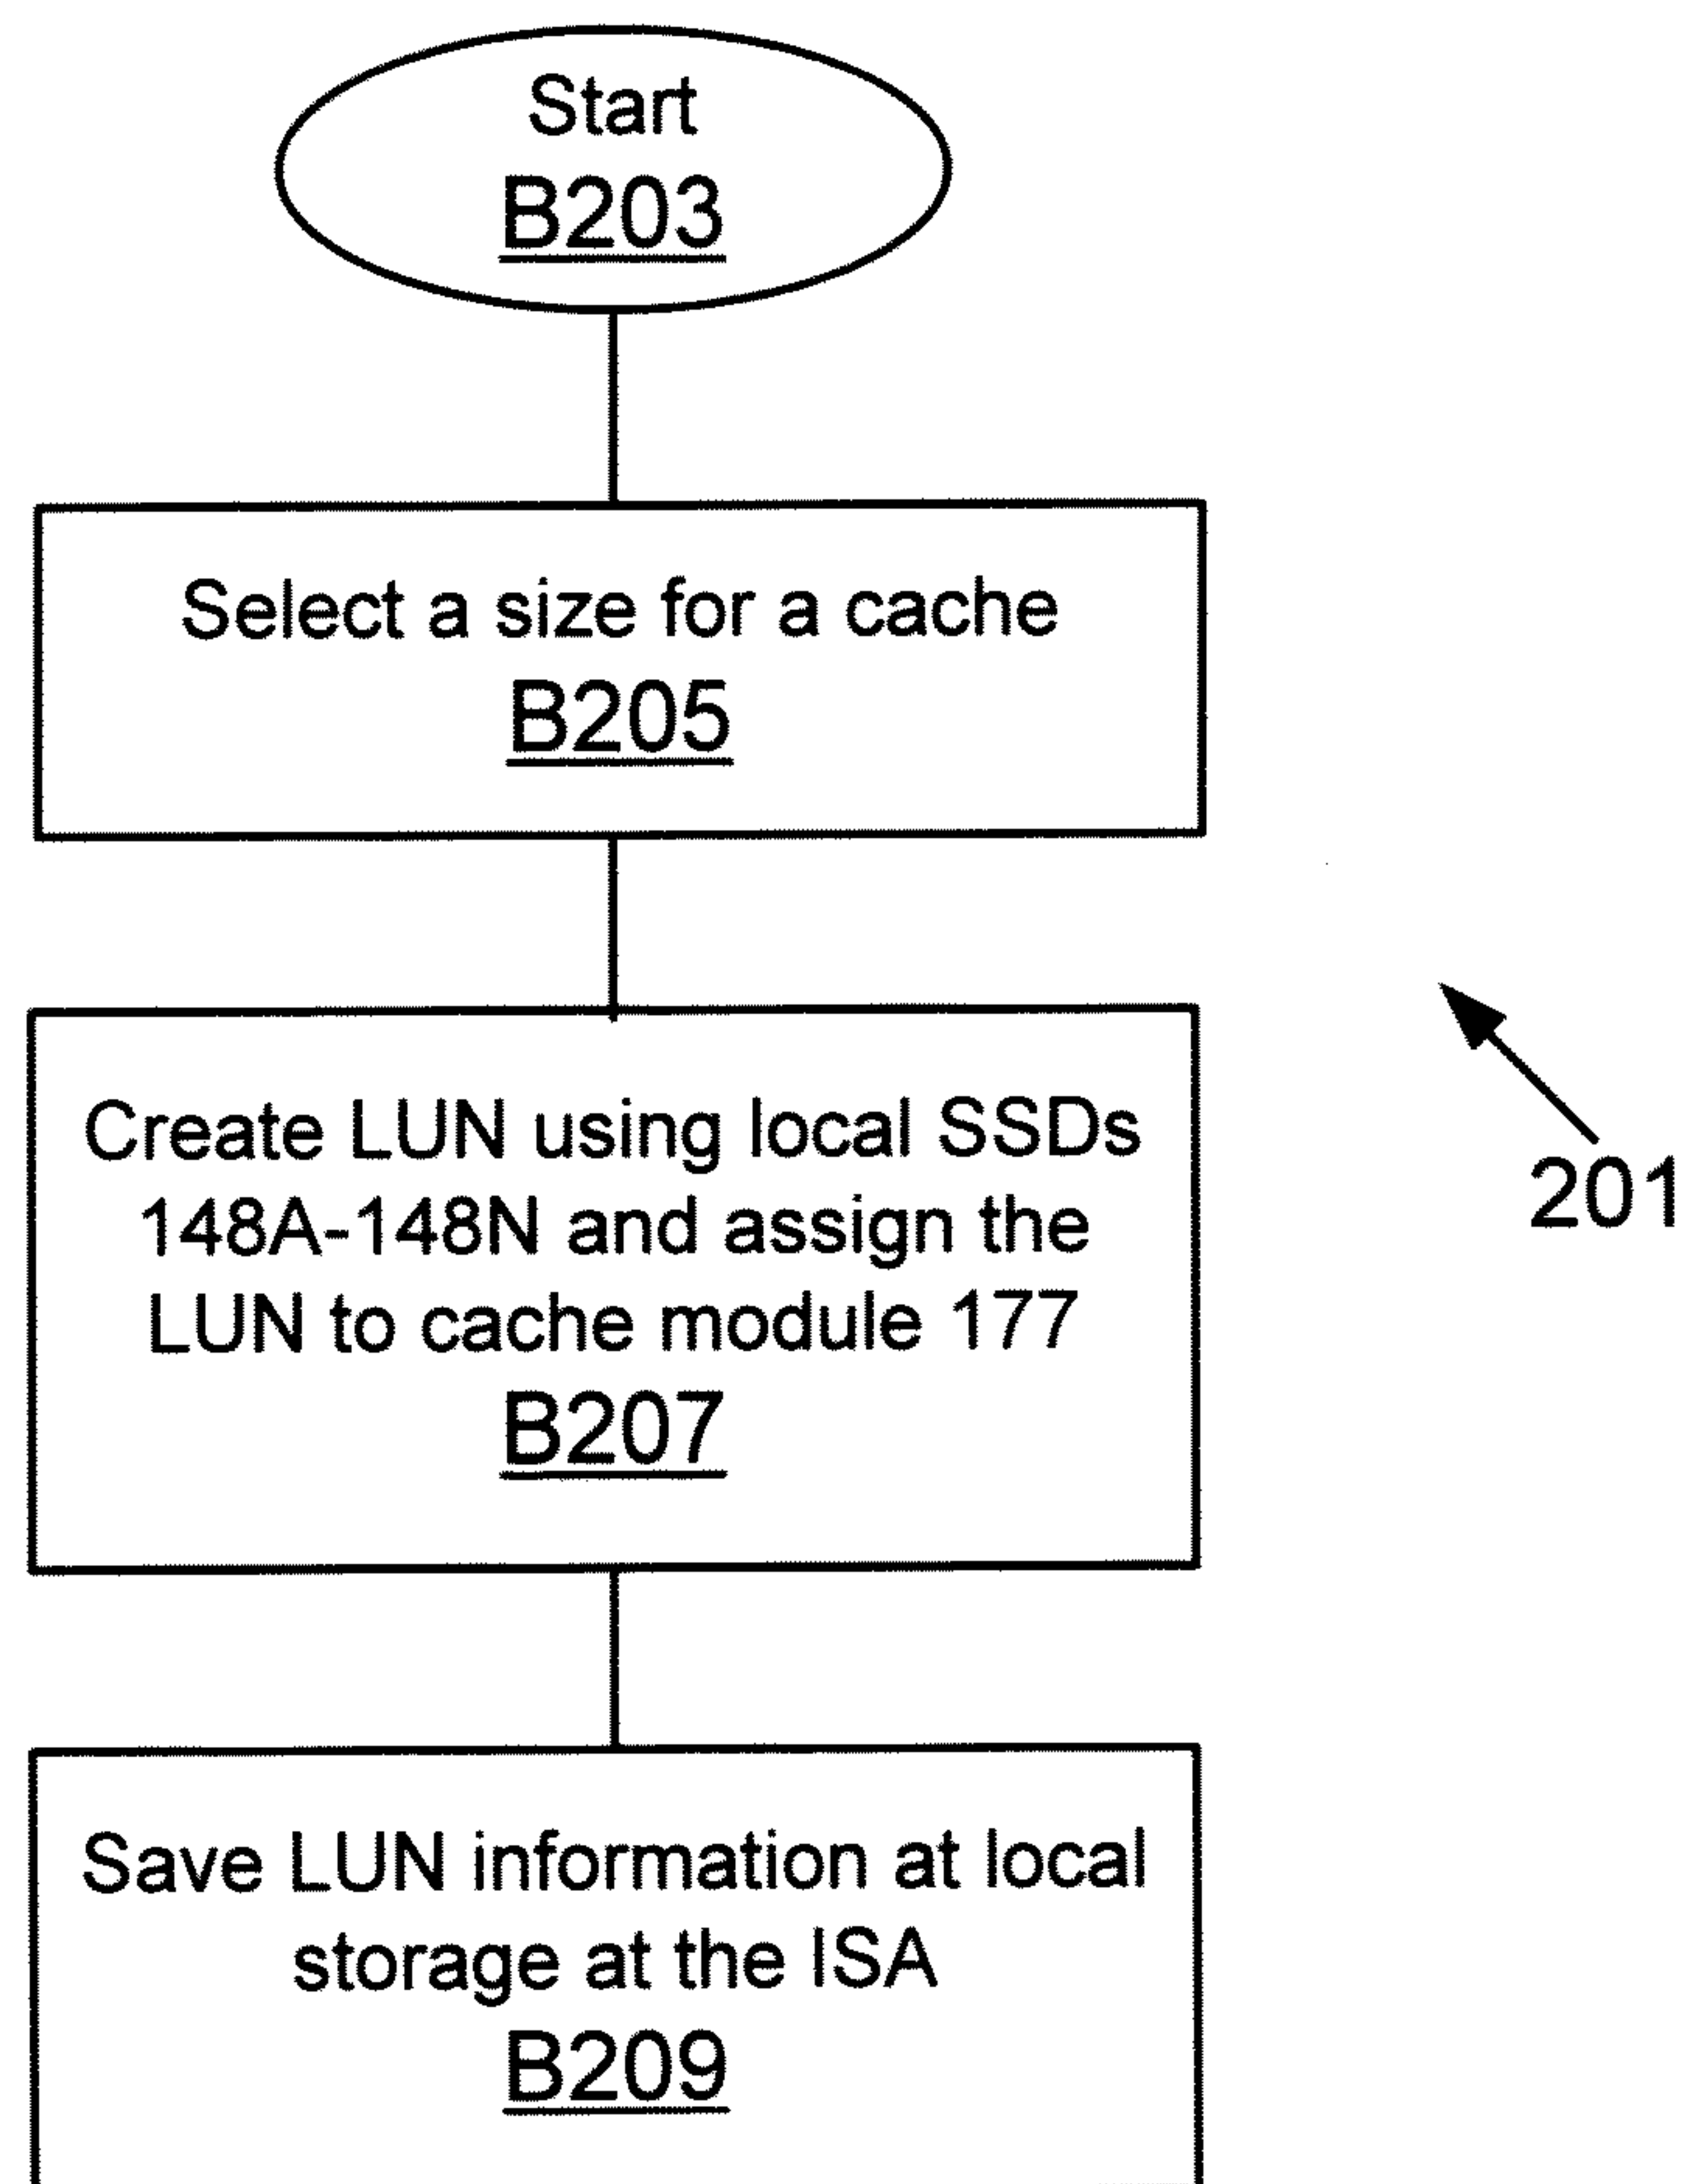 Start
B203
Select a size for a cache
B205
Create LUN using local SSDs
148A-148N and assign the
LUN to cache module 177
B207
201
Save LUN information at local
storage at the ISA
B209